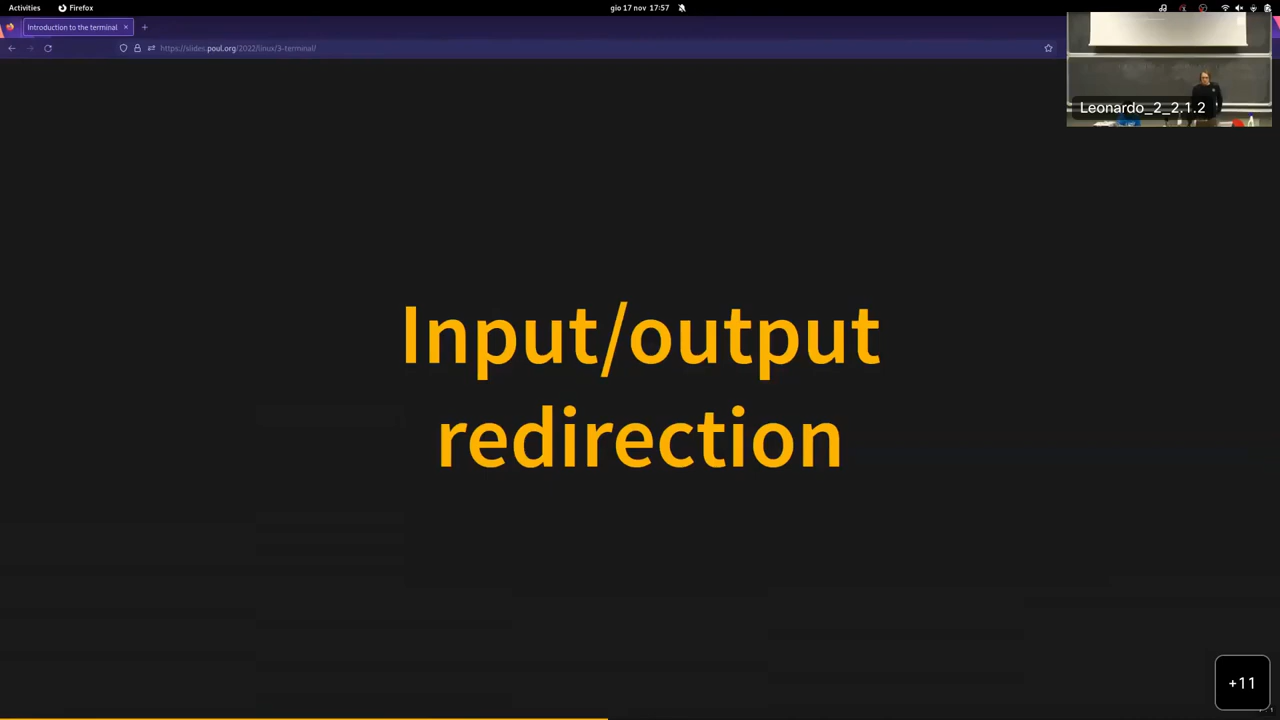 Activities
Firefox
gio 17 nov 17:57
Introduction to the terminal
https://slides.poul.org/2022/linux/3-terminal/
Leonardo_2_2.1.2
Input/output
redirection
+11